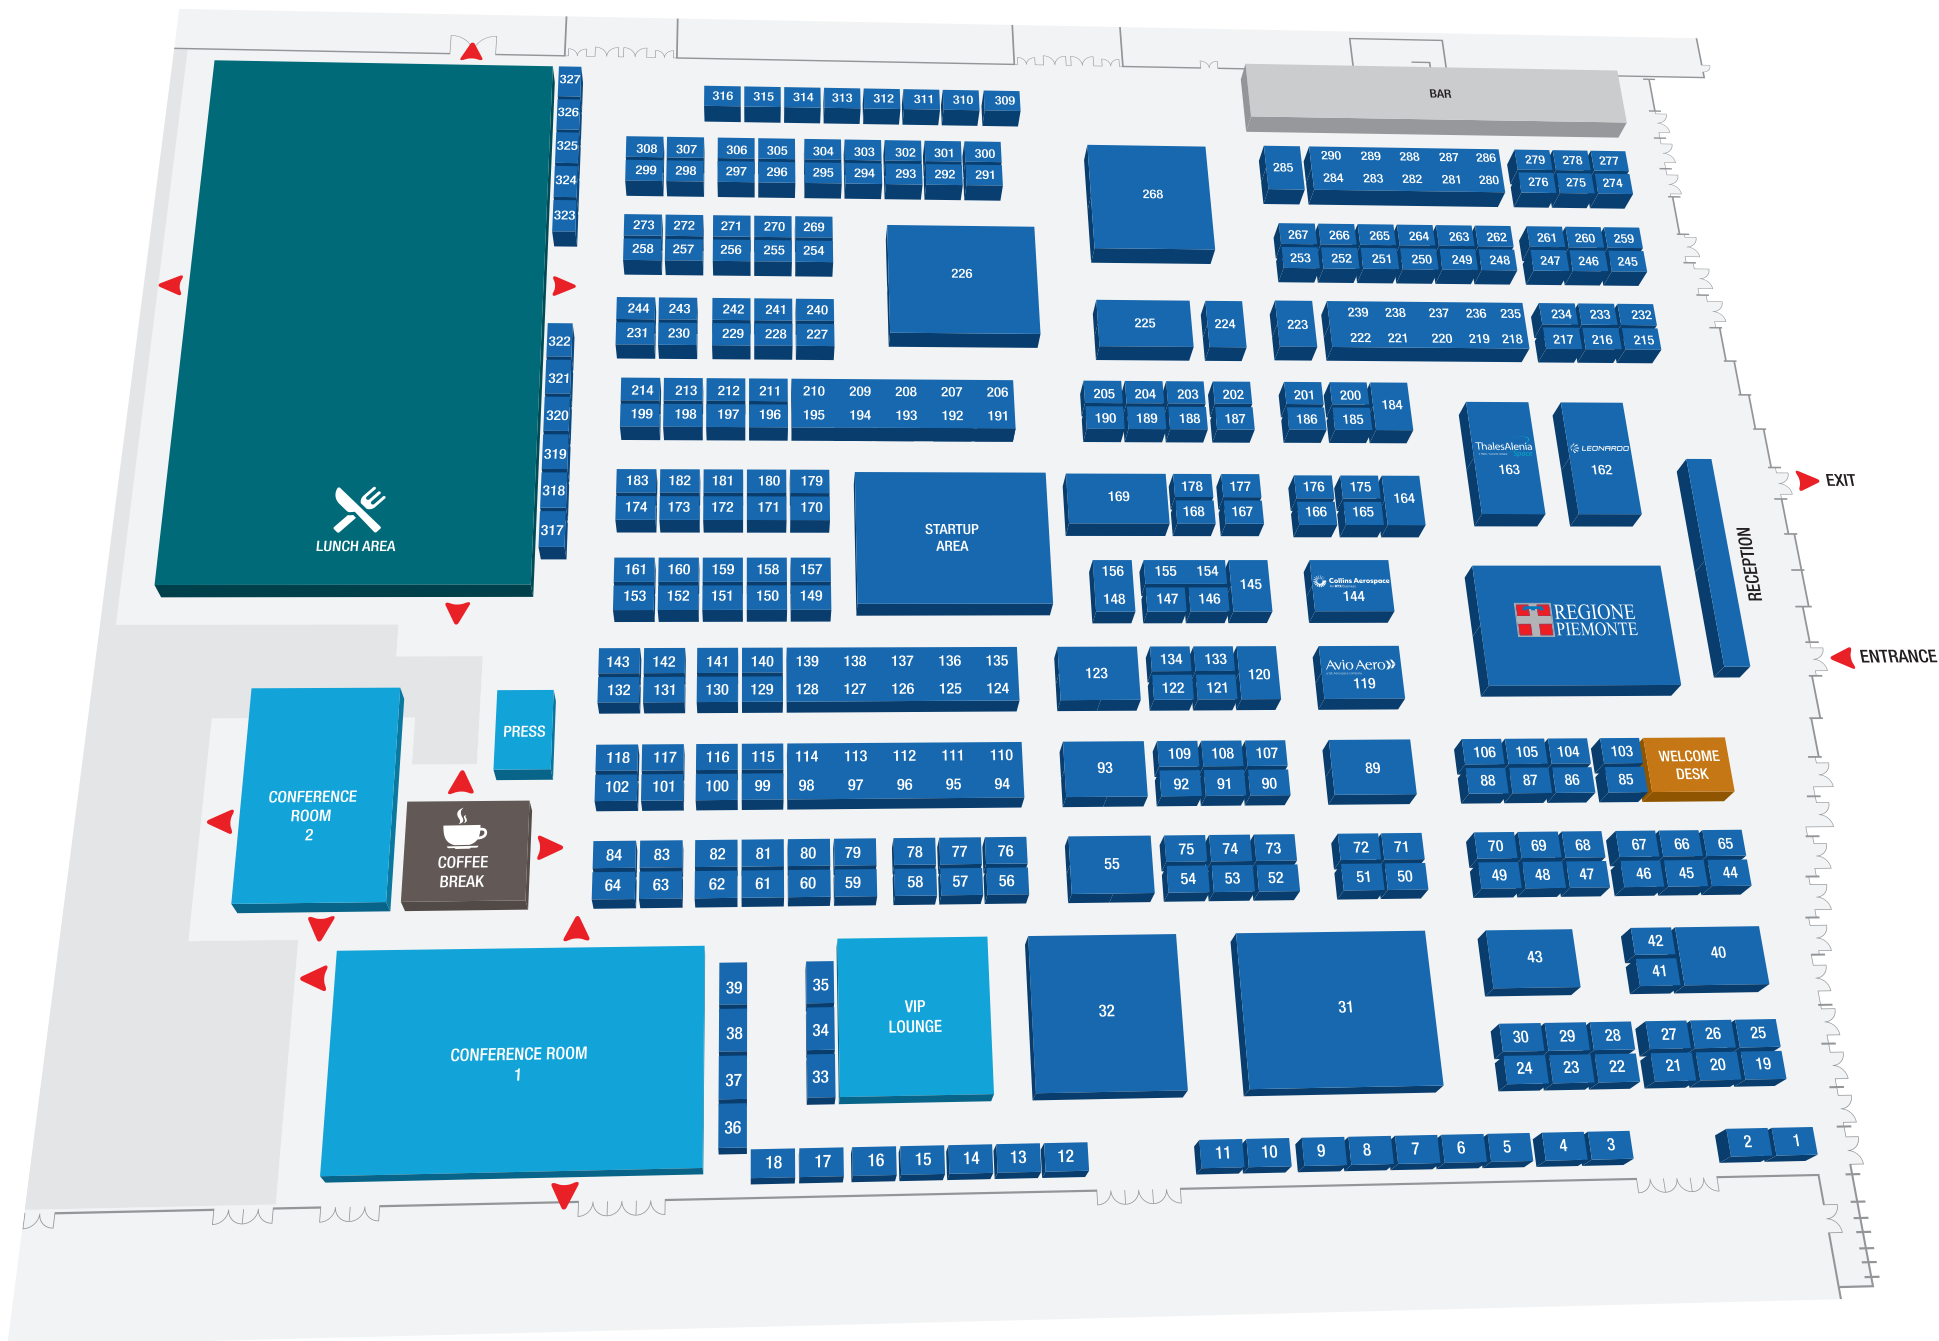 327
326
325
324
323
316 315 314 313 312 311 310 309
BAR
308 307 306 305 304 303 302 301 300
299 298 297 296 295 294 293 292 291
268
285
290 289 288 287 286
284 283 282 281 280
279 278 277
276 275 274
273 272 271 270 269
258 257 256 255 254
226
267 266 265 264 263 262 261 260 259
253 252 251 250 249 248 247 246 245
244 243 242 241 240
231 230 229 228 227
225 224 223
239 238 237 236 235
222 221 220 219 218
234 233 232
217 216 215
322
321
320
319
318
317
LUNCH AREA
214 213 212 211 210 209 208 207 206
199 198 197 196 195 194 193 192 191
205 204 203 202
190 189 188 187
201 200 184
186 185
ThalesAlenia
Space
163
LEONARDO
162
EXIT
183 182 181 180 179
174 173 172 171 170
STARTUP
AREA
169
178 177
168 167
176 175 164
166 165
RECEPTION
161 160 159 158 157
153 152 151 150 149
156
148
155 154 145
147 146
Collins Aerospace
144
REGIONE
PIEMONTE
ENTRANCE
143 142 141 140 139 138 137 136 135
132 131 130 129 128 127 126 125 124
123
134 133 120
122 121
Avio Aero
119
PRESS
118 117 116 115 114 113 112 111 110
102 101 100 99 98 97 96 95 94
93
109 108 107
92 91 90
89
106 105 104 103
88 87 86 85
WELCOME
DESK
CONFERENCE
ROOM
2
COFFEE
BREAK
84 83 82 81 80 79 78 77 76
64 63 62 61 60 59 58 57 56
55
75 74 73
54 53 52
72 71
51 50
70 69 68 67 66 65
49 48 47 46 45 44
CONFERENCE ROOM
1
39
38
37
36
35
34
33
VIP
LOUNGE
32
31
43
42
41
40
30 29 28 27 26 25
24 23 22 21 20 19
18 17 16 15 14 13 12
11 10 9 8 7 6 5 4 3 2 1